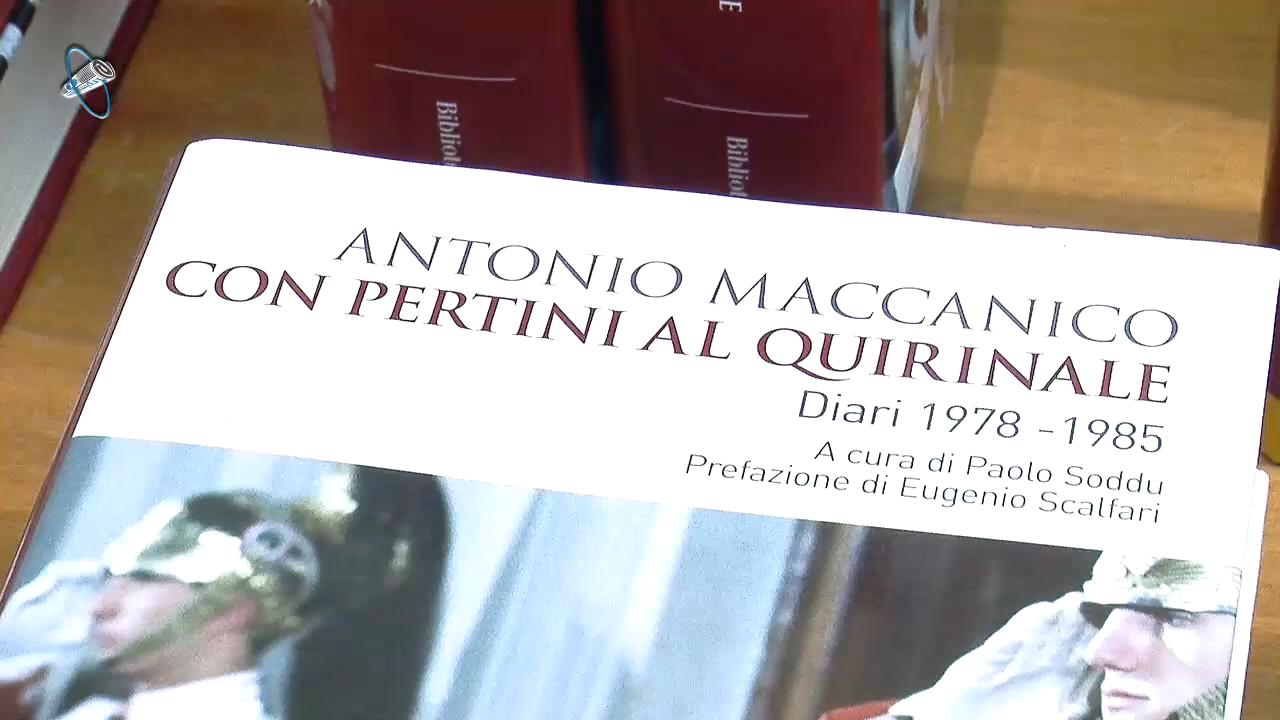 ANTONIO MACCANICO
CON PERTINI AL QUIRINALE
Diari 1978 -1985
A cura di Paolo Soddu
Prefazione di Eugenio Scalfari